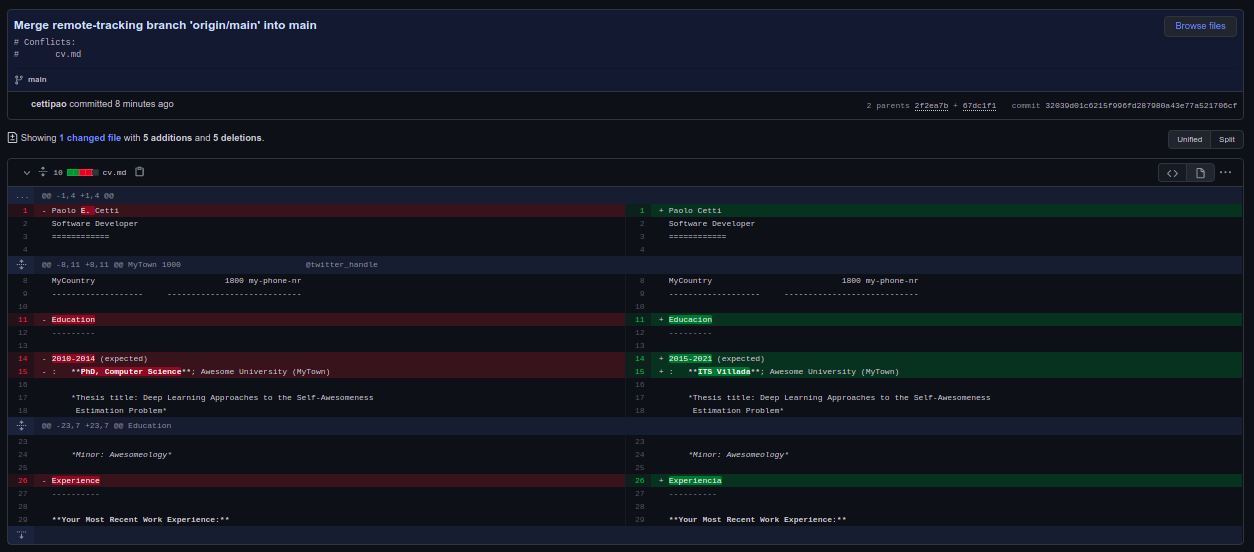 Merge remote-tracking branch 'origin/main' into main
Browse files
# Conflicts:
#       cv.md
main
cettipao committed 8 minutes ago
2 parents 2f2ea7b + 67dc1f1   commit 32039d01c6215f996fd287980a43e77a521706cf
Showing 1 changed file with 5 additions and 5 deletions.
Unified Split
10 cv.md
... @@ -1,4 +1,4 @@
1 - Paolo E. Cetti 1 + Paolo Cetti
2 Software Developer 2 Software Developer
3 ============ 3 ============
4 4
@@ -8,11 +8,11 @@ MyTown 1000 @twitter_handle
8 MyCountry 1800 my-phone-nr 8 MyCountry 1800 my-phone-nr
9 ------------------- ---------------------------- 9 ------------------- ----------------------------
10 10
11 - Education 11 + Educacion
12 --------- 12 ---------
13 13
14 - 2010-2014 (expected) 14 + 2015-2021 (expected)
15 - : **PhD, Computer Science**; Awesome University (MyTown) 15 + : **ITS Villada**; Awesome University (MyTown)
16 16
17 *Thesis title: Deep Learning Approaches to the Self-Awesomeness 17 *Thesis title: Deep Learning Approaches to the Self-Awesomeness
18 Estimation Problem* 18 Estimation Problem*
@@ -23,7 +23,7 @@ Education
23 23
24 *Minor: Awesomeology* 24 *Minor: Awesomeology*
25 25
26 - Experience 26 + Experiencia
27 ---------- 27 ----------
28 28
29 **Your Most Recent Work Experience:** 29 **Your Most Recent Work Experience:**